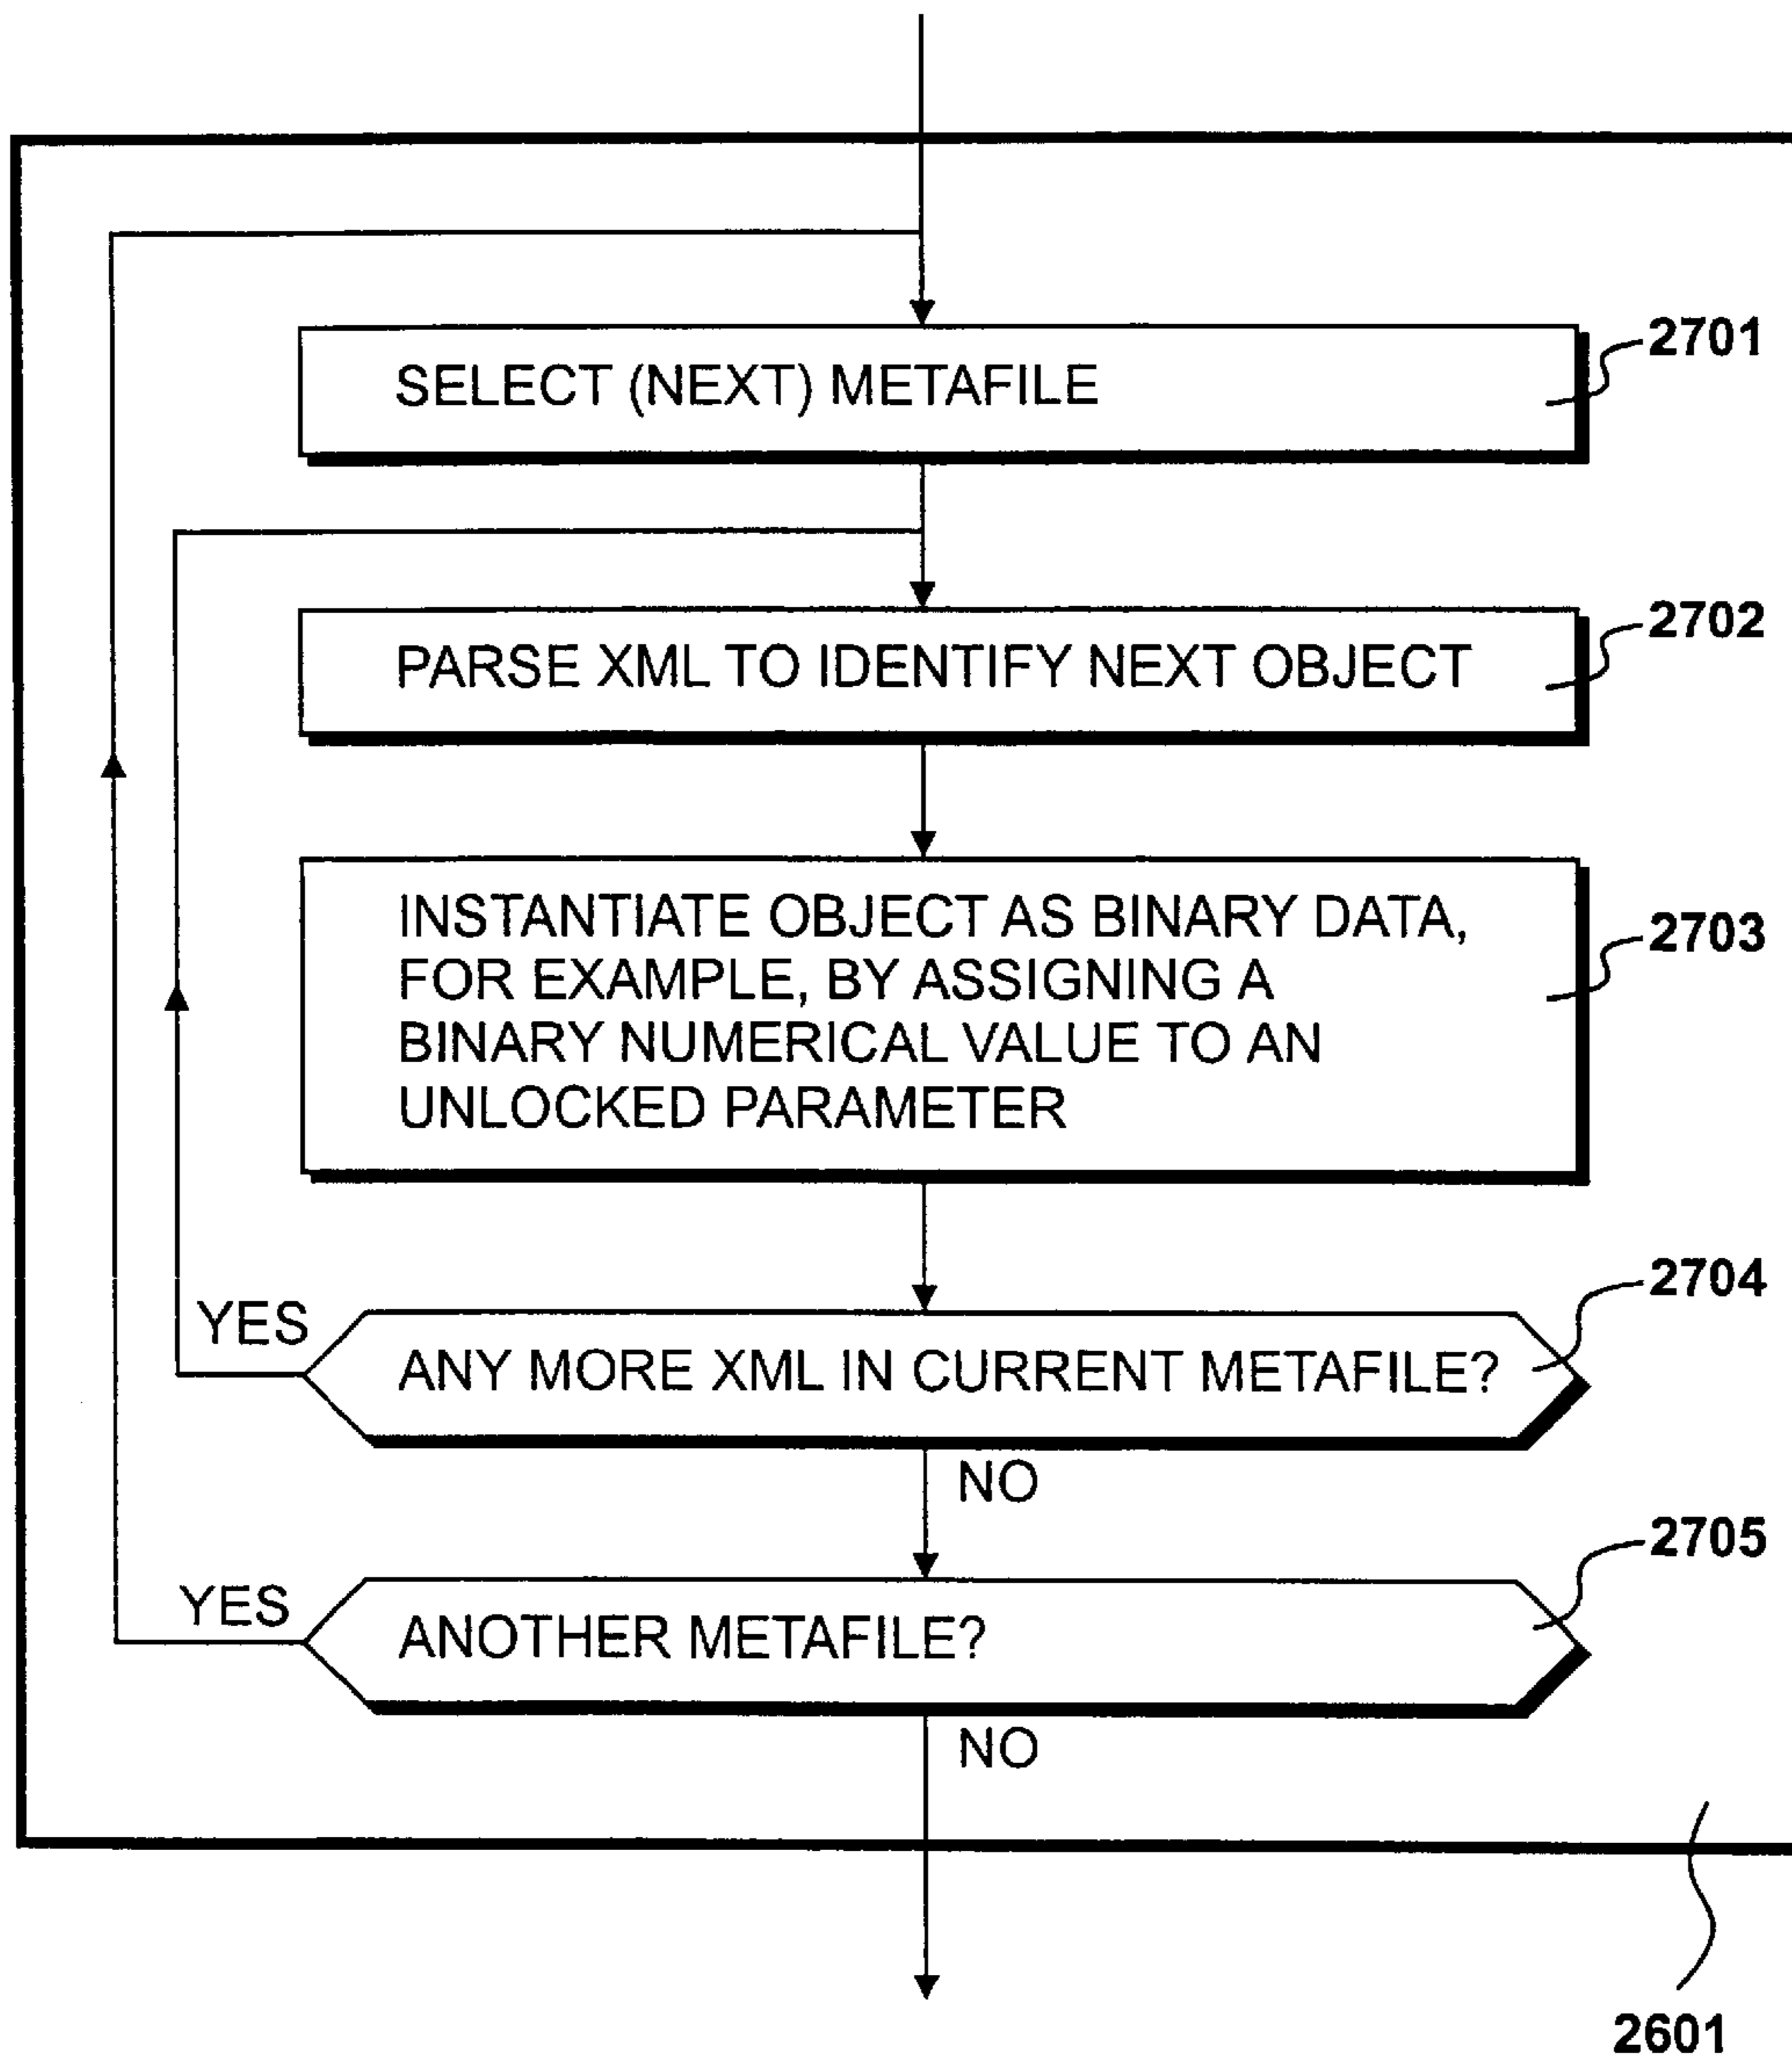 SELECT (NEXT) METAFILE
2701
PARSE XML TO IDENTIFY NEXT OBJECT
2702
INSTANTIATE OBJECT AS BINARY DATA,
FOR EXAMPLE, BY ASSIGNING A
BINARY NUMERICAL VALUE TO AN
UNLOCKED PARAMETER
2703
YES
ANY MORE XML IN CURRENT METAFILE?
2704
NO
YES
ANOTHER METAFILE?
2705
NO
2601